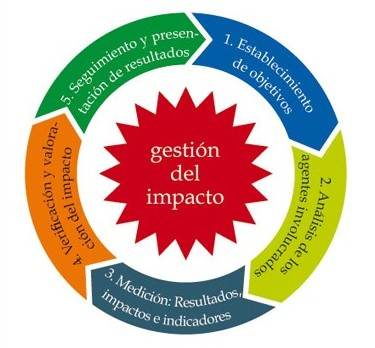 1. Establecimiento
de objetivos
2. Análisis de los
agentes involucrados
3. Medición: Resultados,
impactos e indicadores
4. Verificación y valora-
ción del impacto
5. Seguimiento y presen-
tación de resultados
gestión
del
impacto